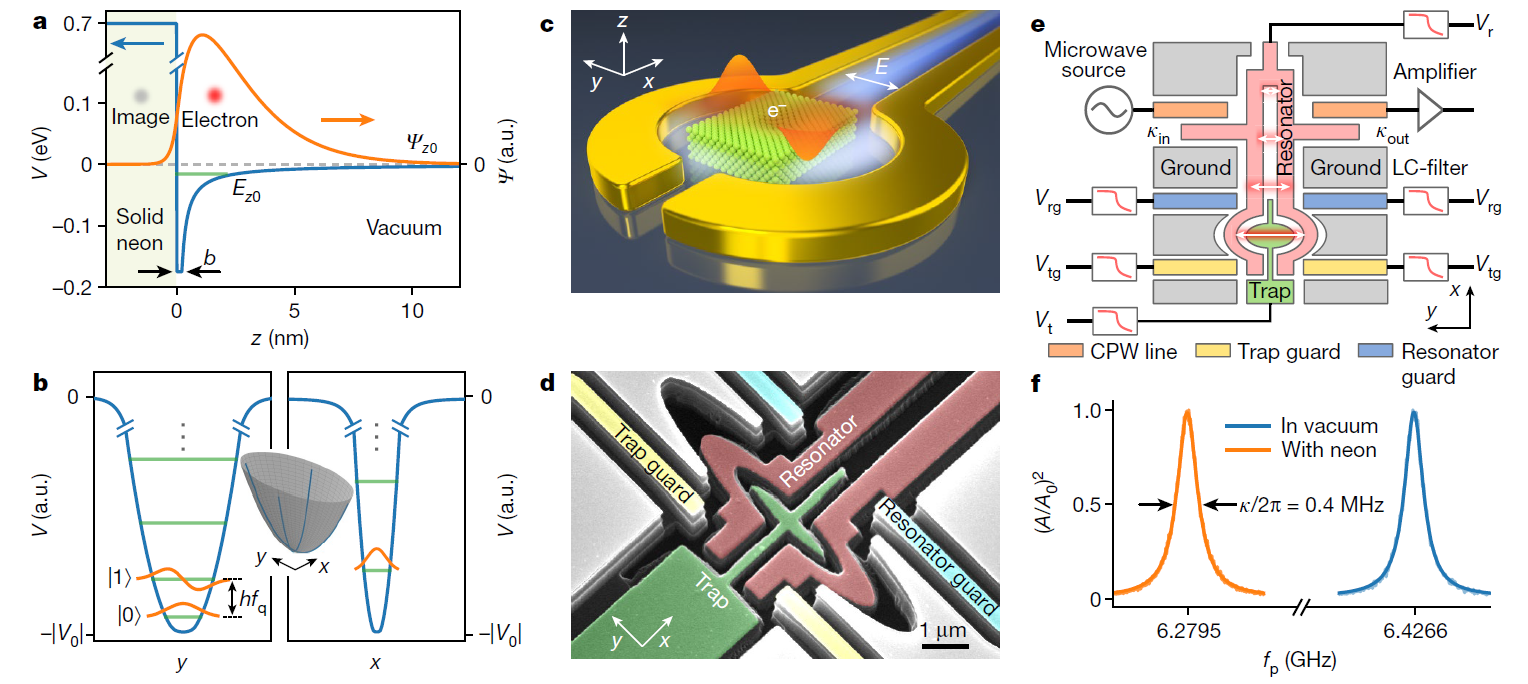 a
0.7
0.1
0
−0.1
−0.2
V (eV)
Image
Electron
Ψz0
Ez0
Solid
neon
Vacuum
b
0
Ψ (a.u.)
0
5
10
z (nm)
b
0
−|V0|
V (a.u.)
|1⟩
|0⟩
hfq
y
x
y
x
0
−|V0|
V (a.u.)
c
z
y
x
E
e−
d
Trap guard
Resonator
Resonator guard
Trap
y
x
1 μm
e
Microwave
source
Vr
Amplifier
κin
κout
Resonator
Ground
Ground
LC-filter
Vrg
Vrg
Vtg
Vtg
Trap
Vt
x
y
CPW line
Trap guard
Resonator
guard
f
1.0
0.5
0
(A/A0)2
In vacuum
With neon
κ/2π = 0.4 MHz
6.2795
6.4266
fp (GHz)